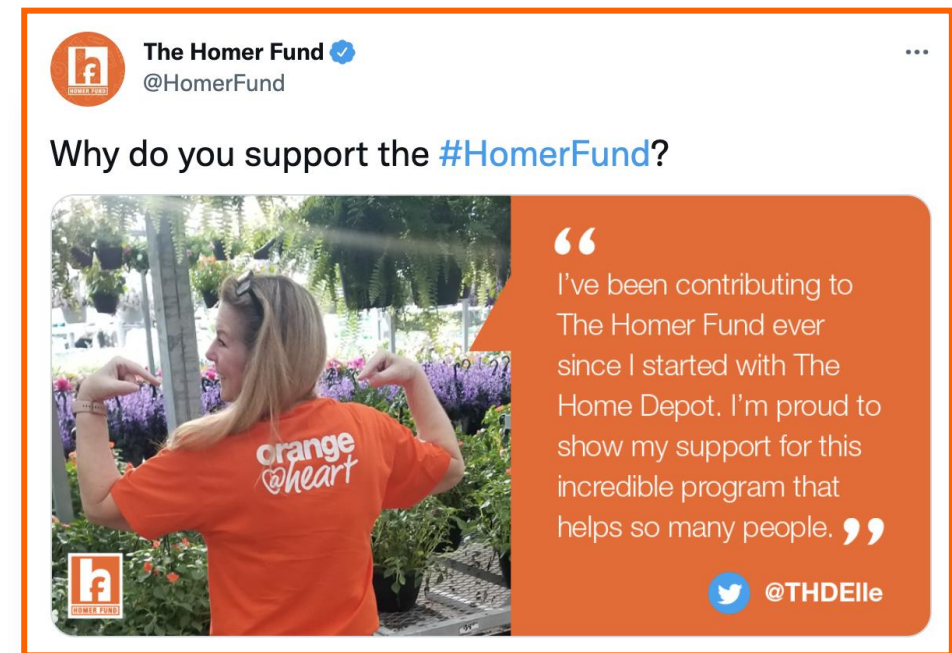 The Homer Fund
@HomerFund
Why do you support the #HomerFund?
“
I’ve been contributing to
The Homer Fund ever
since I started with The
Home Depot. I’m proud to
show my support for this
incredible program that
helps so many people. ”
@THDElle
orange
@heart
hf
HOMER FUND
hf
HOMER FUND